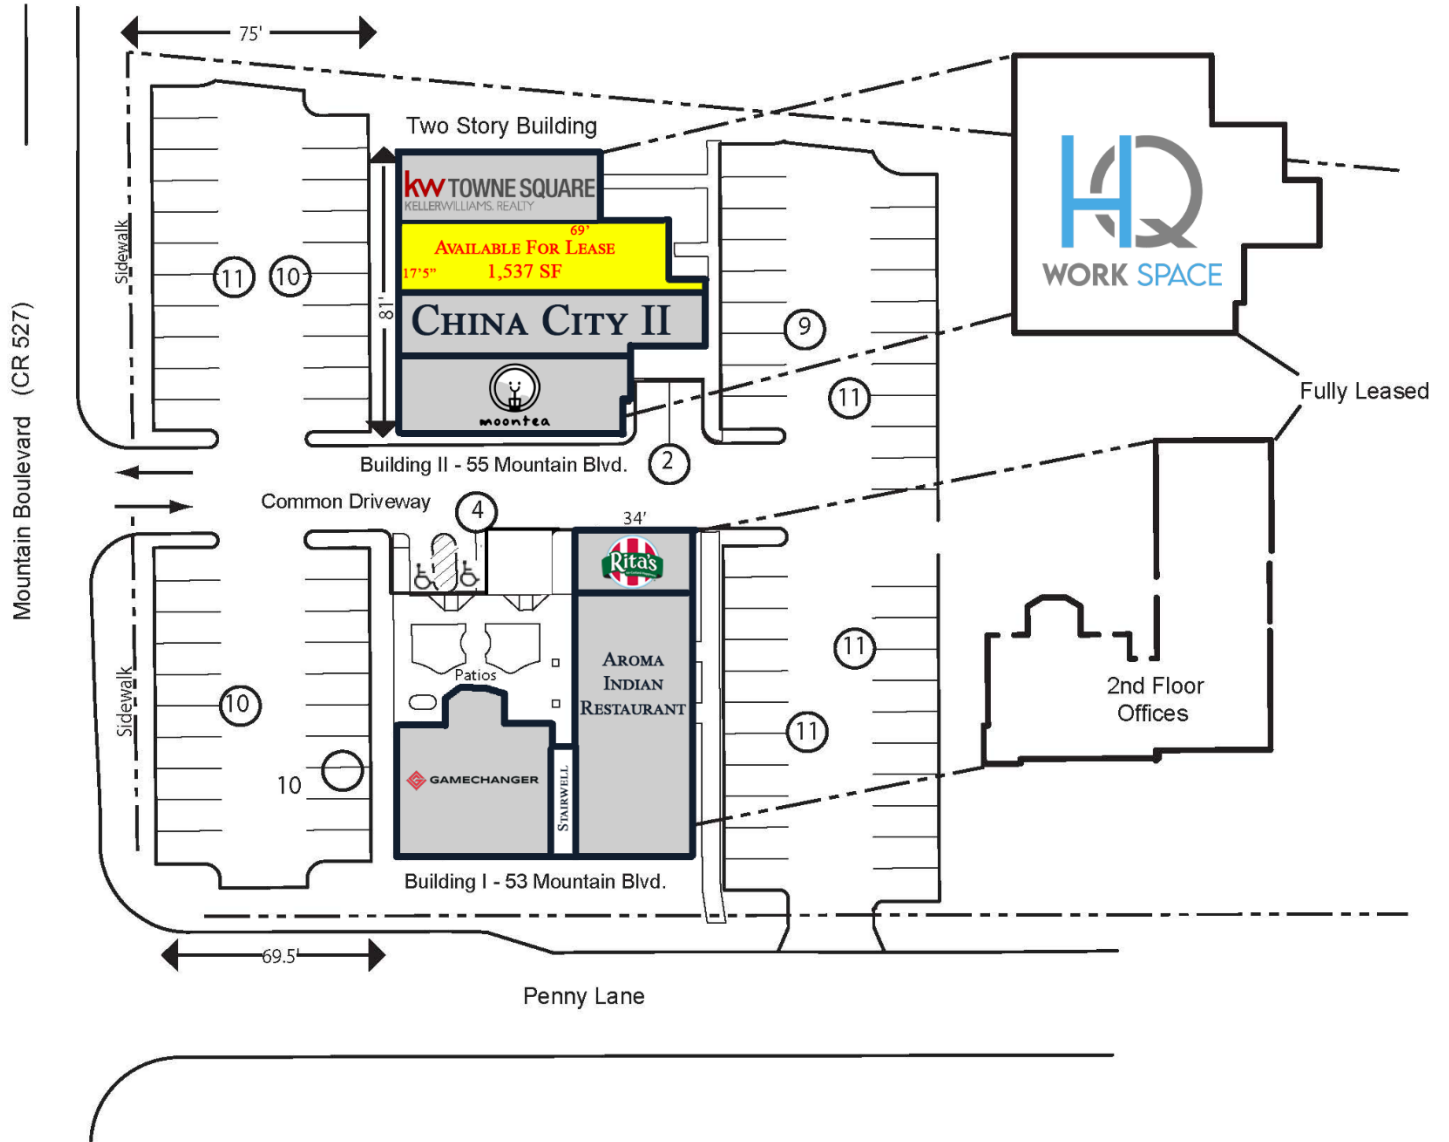 75'
Two Story Building
kw TOWNE SQUARE
KELLERWILLIAMS. REALTY
69'
AVAILABLE FOR LEASE
17'5"
1,537 SF
81'
CHINA CITY II
moontea
Building II - 55 Mountain Blvd.
Sidewalk
11
10
9
11
2
HQ
WORK SPACE
Fully Leased
Mountain Boulevard (CR 527)
Common Driveway
4
34'
Rita's
AROMA
INDIAN
RESTAURANT
Patios
GAMECHANGER
STAIRWELL
Building I - 53 Mountain Blvd.
Sidewalk
10
10
11
11
2nd Floor
Offices
69.5'
Penny Lane